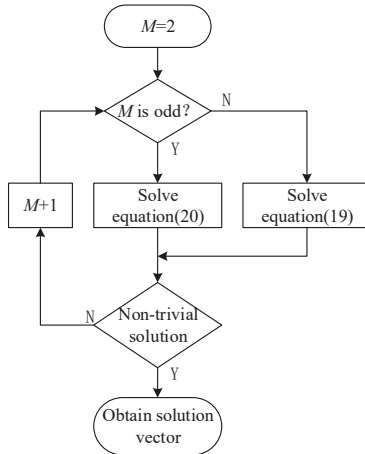 M=2
M is odd?
N
Y
M+1
Solve
equation(20)
Solve
equation(19)
N
Non-trivial
solution
Y
Obtain solution
vector